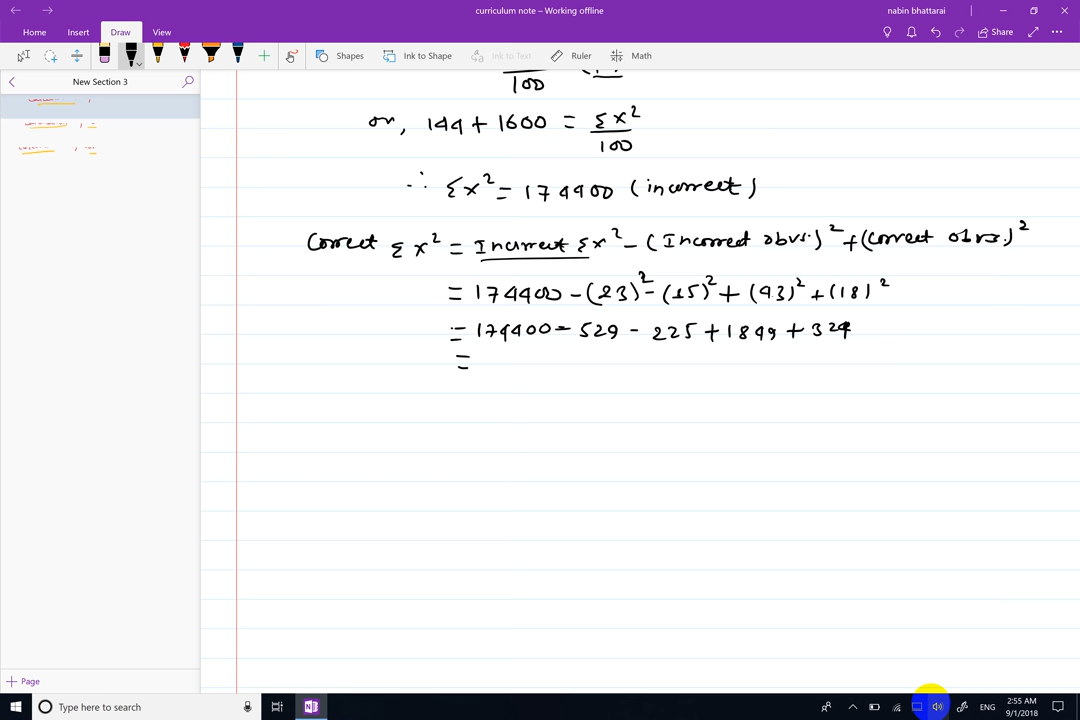 curriculum note – Working offline
nabin bhattarai
Home Insert Draw View
Share
Shapes Ink to Shape Ink to Text Ruler Math
New Section 3
100
or, 144 + 1600 = Σx²
100
∴ Σx² = 174400 (incorrect)
Correct Σx² = Incorrect Σx² - (Incorrect obvs.)² + (Correct obvs.)²
= 174400 - (23)² - (15)² + (43)² + (18)²
= 174400 - 529 - 225 + 1849 + 324
=
+ Page
Type here to search
ENG
2:55 AM
9/1/2018